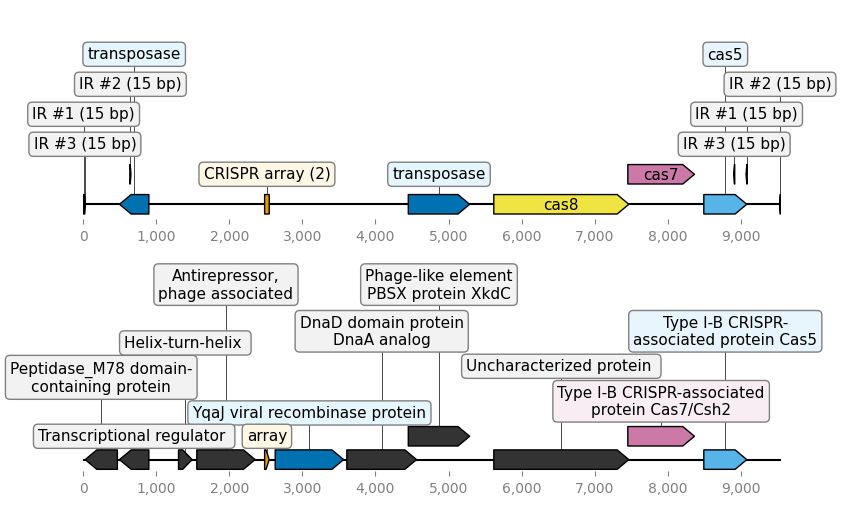 transposase
cas5
IR #2 (15 bp)
IR #2 (15 bp)
IR #1 (15 bp)
IR #1 (15 bp)
IR #3 (15 bp)
IR #3 (15 bp)
CRISPR array (2)
transposase
cas7
cas8
0
1,000
2,000
3,000
4,000
5,000
6,000
7,000
8,000
9,000
Antirepressor,
phage associated
Phage-like element
PBSX protein XkdC
DnaD domain protein
DnaA analog
Type I-B CRISPR-
associated protein Cas5
Helix-turn-helix
Peptidase_M78 domain-
containing protein
Uncharacterized protein
Type I-B CRISPR-associated
protein Cas7/Csh2
YqaJ viral recombinase protein
Transcriptional regulator
array
0
1,000
2,000
3,000
4,000
5,000
6,000
7,000
8,000
9,000